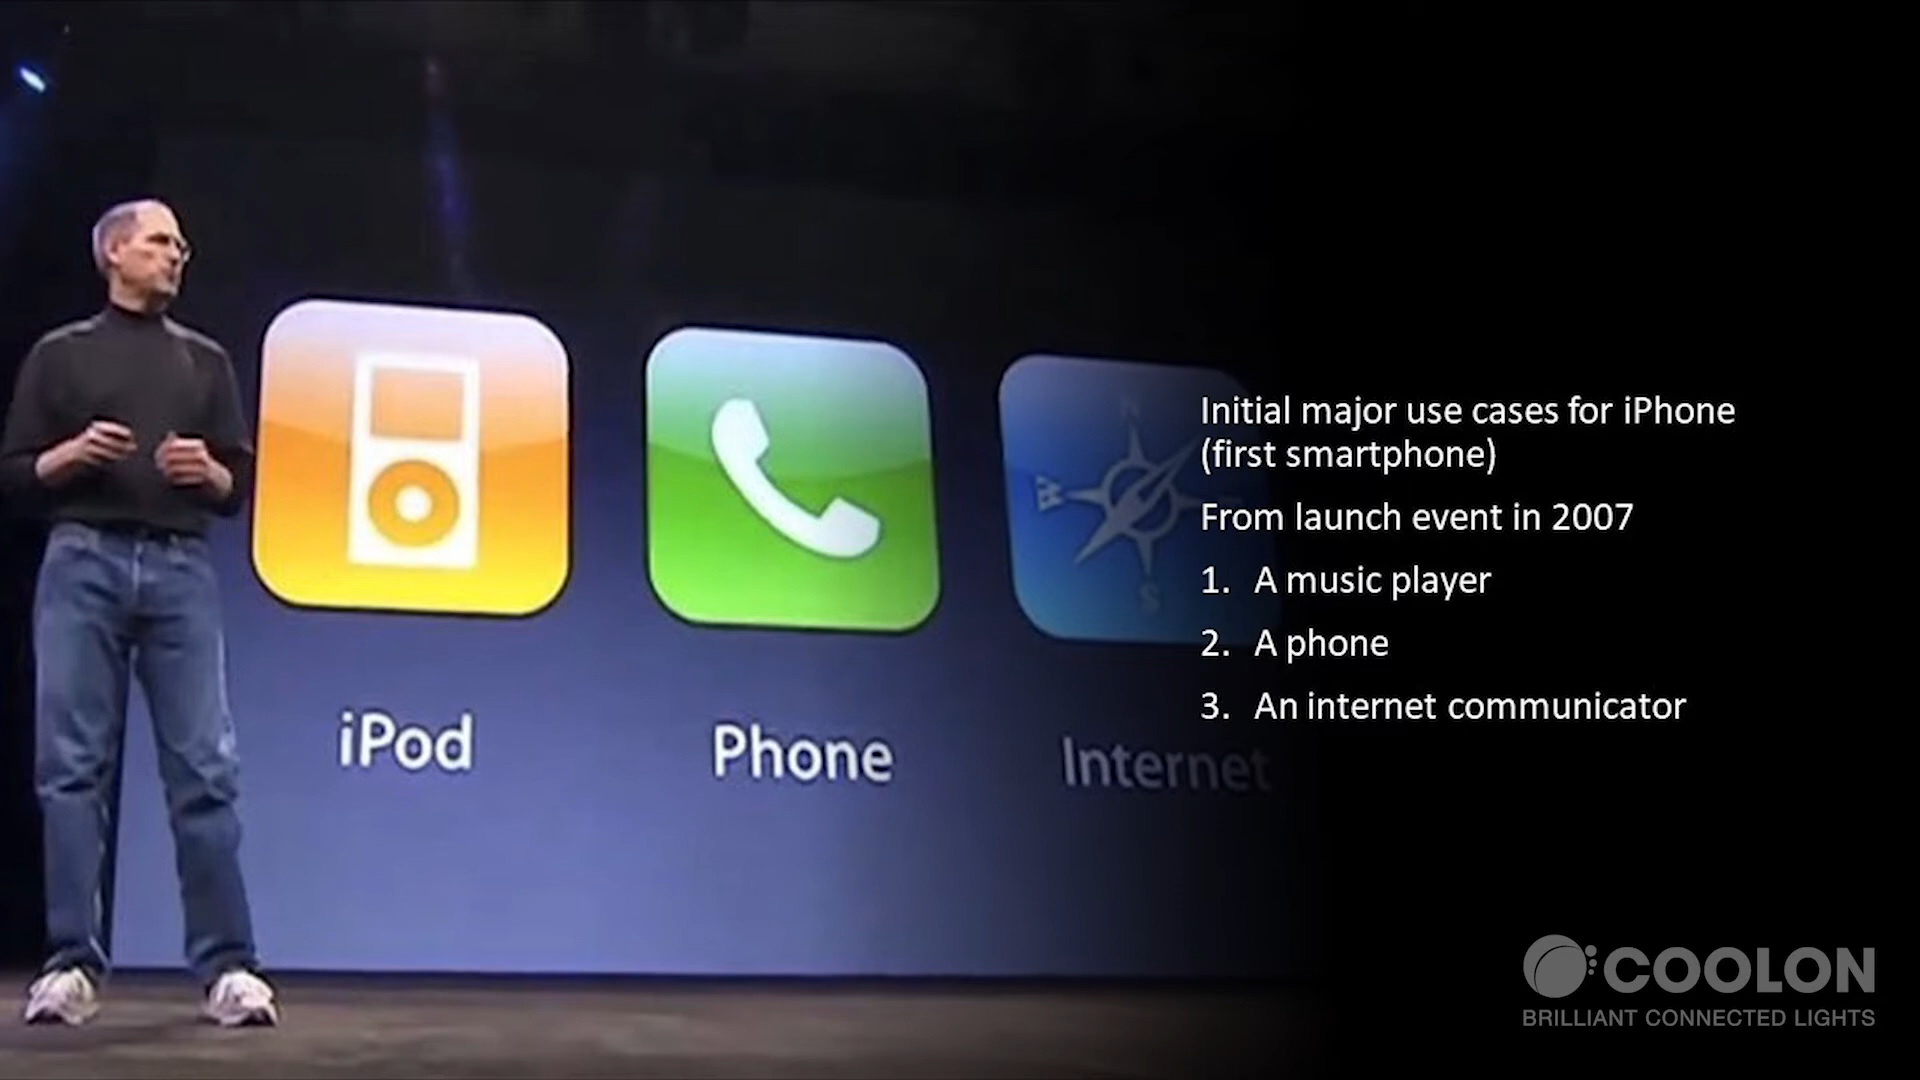 Initial major use cases for iPhone
(first smartphone)
From launch event in 2007
1. A music player
2. A phone
3. An internet communicator
iPod
Phone
Internet
N
W
S
COOLON
BRILLIANT CONNECTED LIGHTS